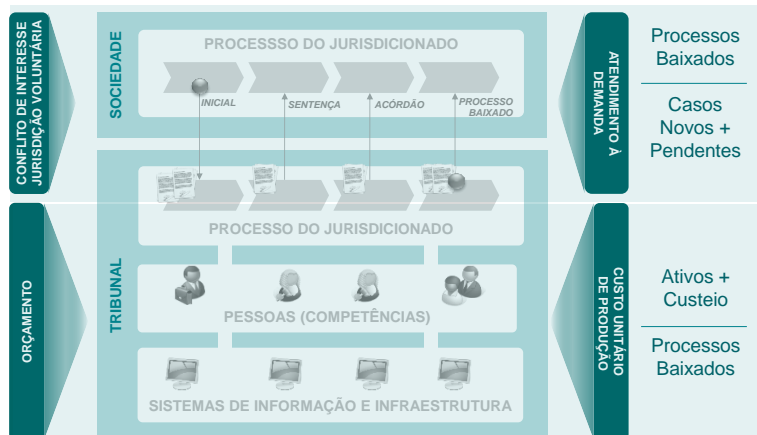 CONFLITO DE INTERESSE
JURISDIÇÃO VOLUNTÁRIA
SOCIEDADE
PROCESSSO DO JURISDICIONADO
INICIAL
SENTENÇA
ACÓRDÃO
PROCESSO
BAIXADO
ATENDIMENTO À
DEMANDA
Processos
Baixados
Casos
Novos +
Pendentes
ORÇAMENTO
TRIBUNAL
PROCESSO DO JURISDICIONADO
PESSOAS (COMPETÊNCIAS)
SISTEMAS DE INFORMAÇÃO E INFRAESTRUTURA
CUSTO UNITÁRIO
DE PRODUÇÃO
Ativos +
Custeio
Processos
Baixados